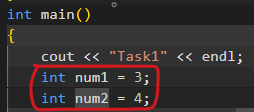 int main()
{
cout << "Task1" << endl;
int num1 = 3;
int num2 = 4;